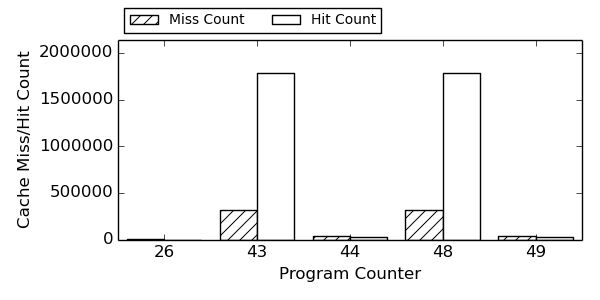 Miss Count Hit Count
2000000
1500000
1000000
500000
0
Cache Miss/Hit Count
26 43 44 48 49
Program Counter